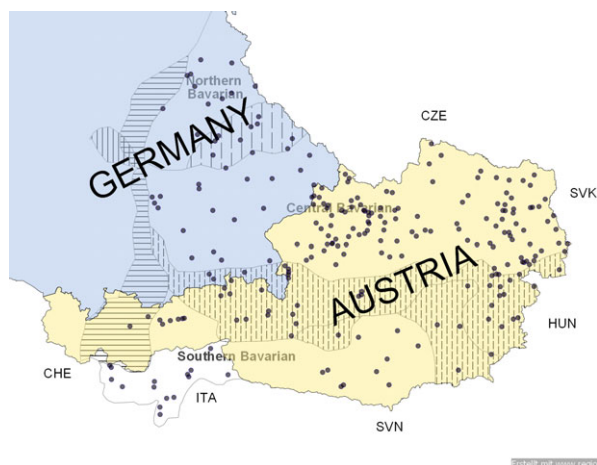 Northern
Bavarian
GERMANY
CZE
Central Bavarian
SVK
AUSTRIA
HUN
Southern Bavarian
CHE
ITA
SVN